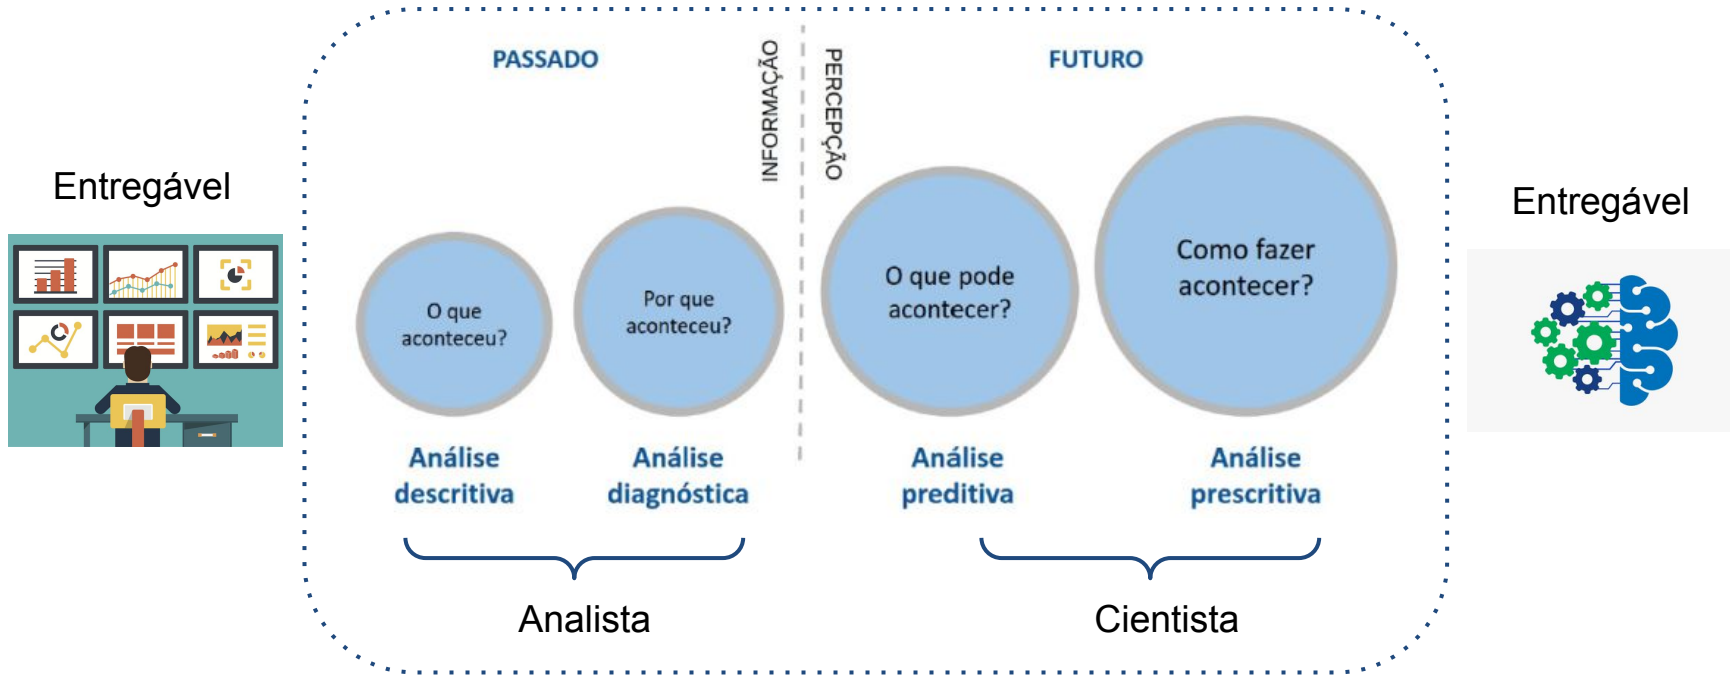 Entregável
PASSADO
INFORMAÇÃO
PERCEPÇÃO
FUTURO
Entregável
O que
aconteceu?
Por que
aconteceu?
O que pode
acontecer?
Como fazer
acontecer?
Análise
descritiva
Análise
diagnóstica
Análise
preditiva
Análise
prescritiva
Analista
Cientista